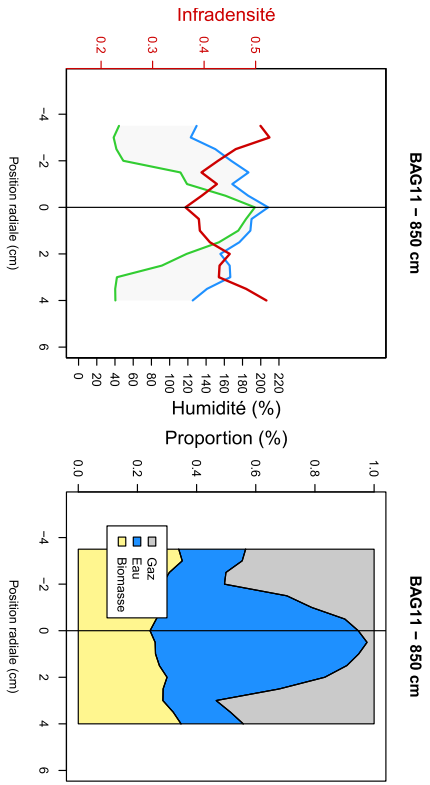 BAG11 − 850 cm
Infradensité
0.2 0.3 0.4 0.5
−4 −2 0 2 4 6
Position radiale (cm)
0 20 40 60 80 100 120 140 160 180 200 220
Humidité (%)
BAG11 − 850 cm
Proportion (%)
0.0 0.2 0.4 0.6 0.8 1.0
Gaz
Eau
Biomasse
−4 −2 0 2 4 6
Position radiale (cm)